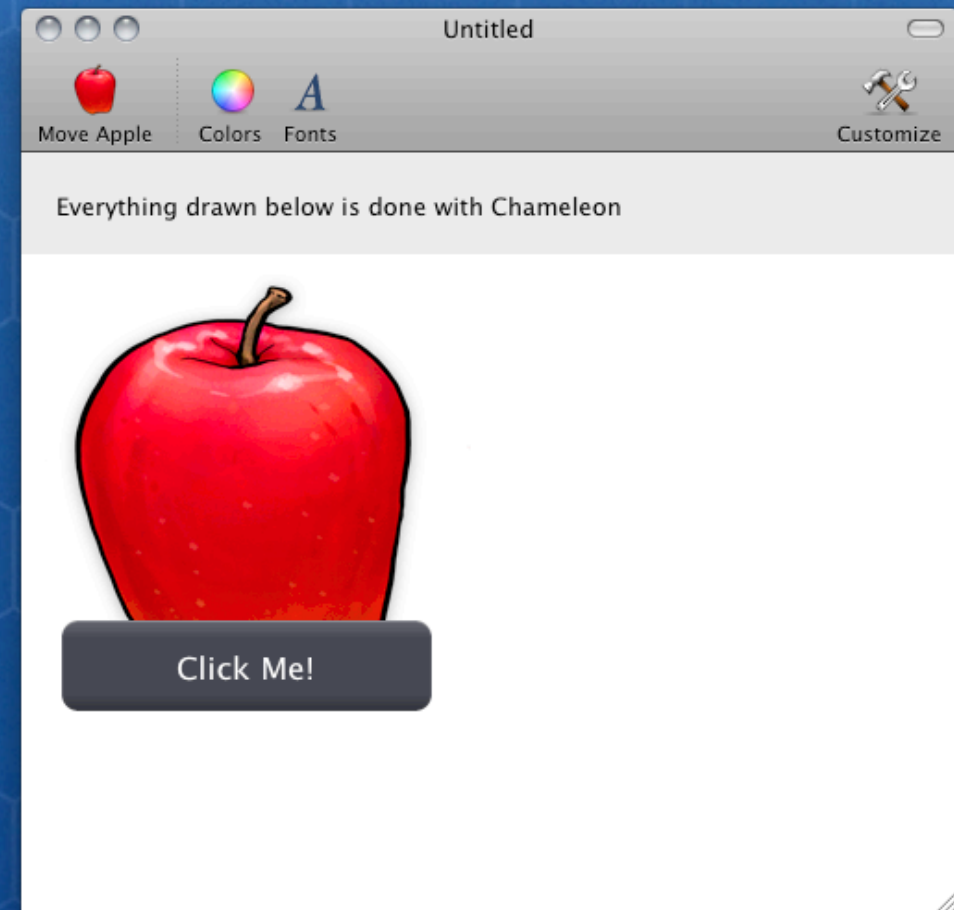 Untitled
Move Apple Colors Fonts Customize
Everything drawn below is done with Chameleon
Click Me!